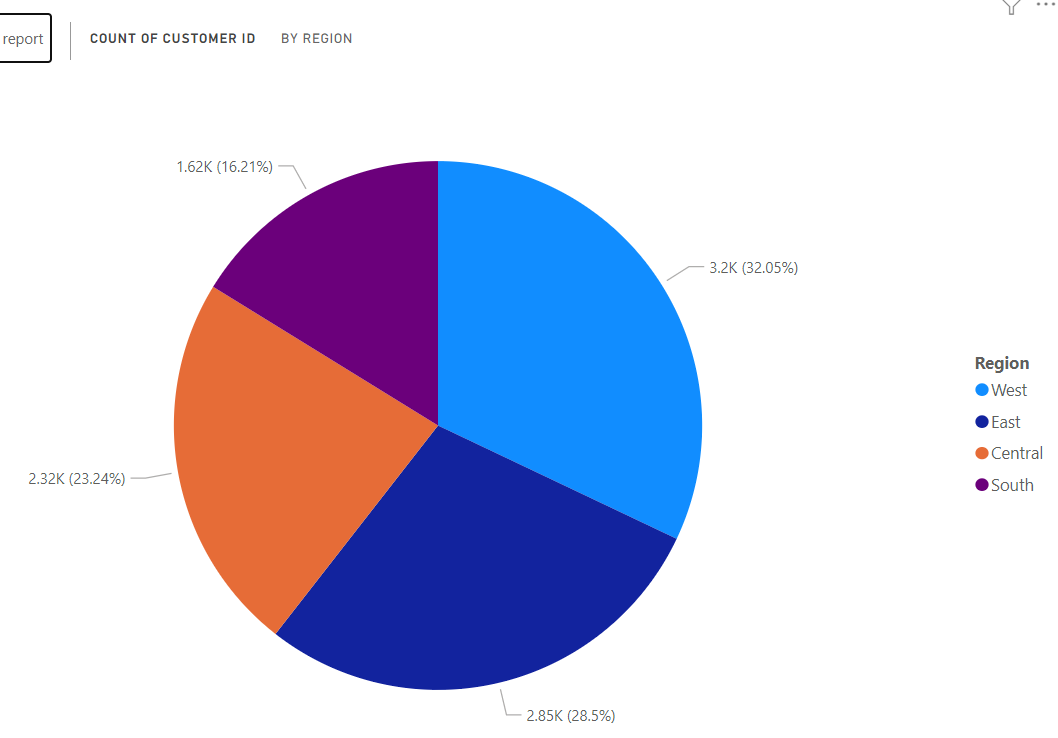 report
COUNT OF CUSTOMER ID BY REGION
1.62K (16.21%)
3.2K (32.05%)
2.32K (23.24%)
2.85K (28.5%)
Region
West
East
Central
South